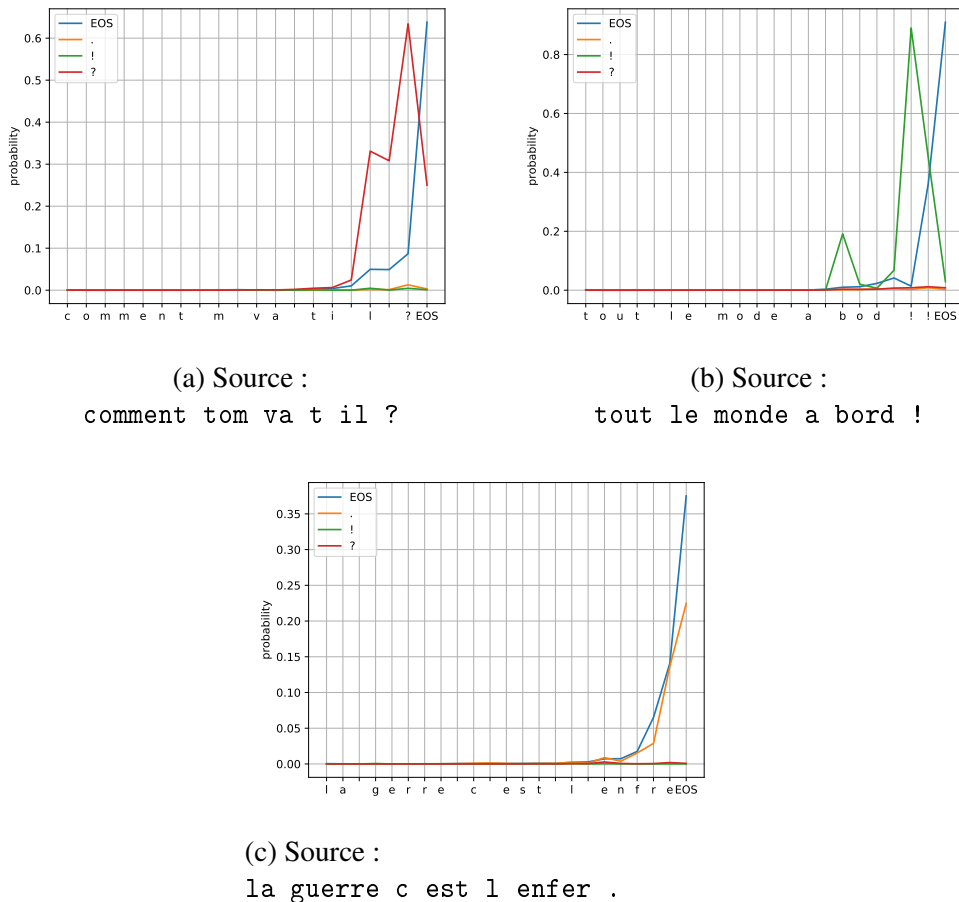 EOS
.
!
?
probability
0.6
0.5
0.4
0.3
0.2
0.1
0.0
c o m m e n t m v a t i l ? EOS
(a) Source :
comment tom va t il ?
EOS
.
!
?
probability
0.8
0.6
0.4
0.2
0.0
t o u t l e m o d e a b o d ! ! EOS
(b) Source :
tout le monde a bord !
EOS
.
!
?
probability
0.35
0.30
0.25
0.20
0.15
0.10
0.05
0.00
l a g e r r e c e s t l e n f r e EOS
(c) Source :
la guerre c est l enfer .